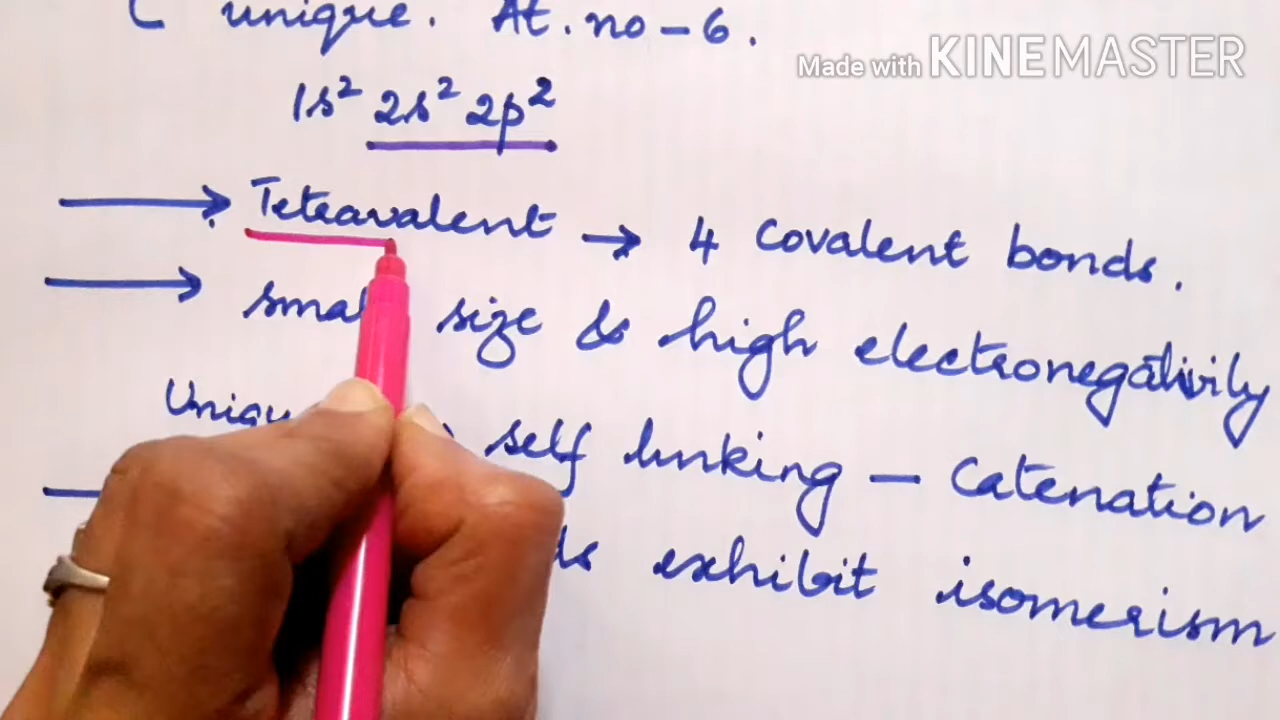 C unique. At. no - 6.
Made with KINEMASTER
1s² 2s² 2p²
→ Tetravalent → 4 covalent bonds.
→ small size & high electronegativity
self linking - Catenation
exhibit isomerism